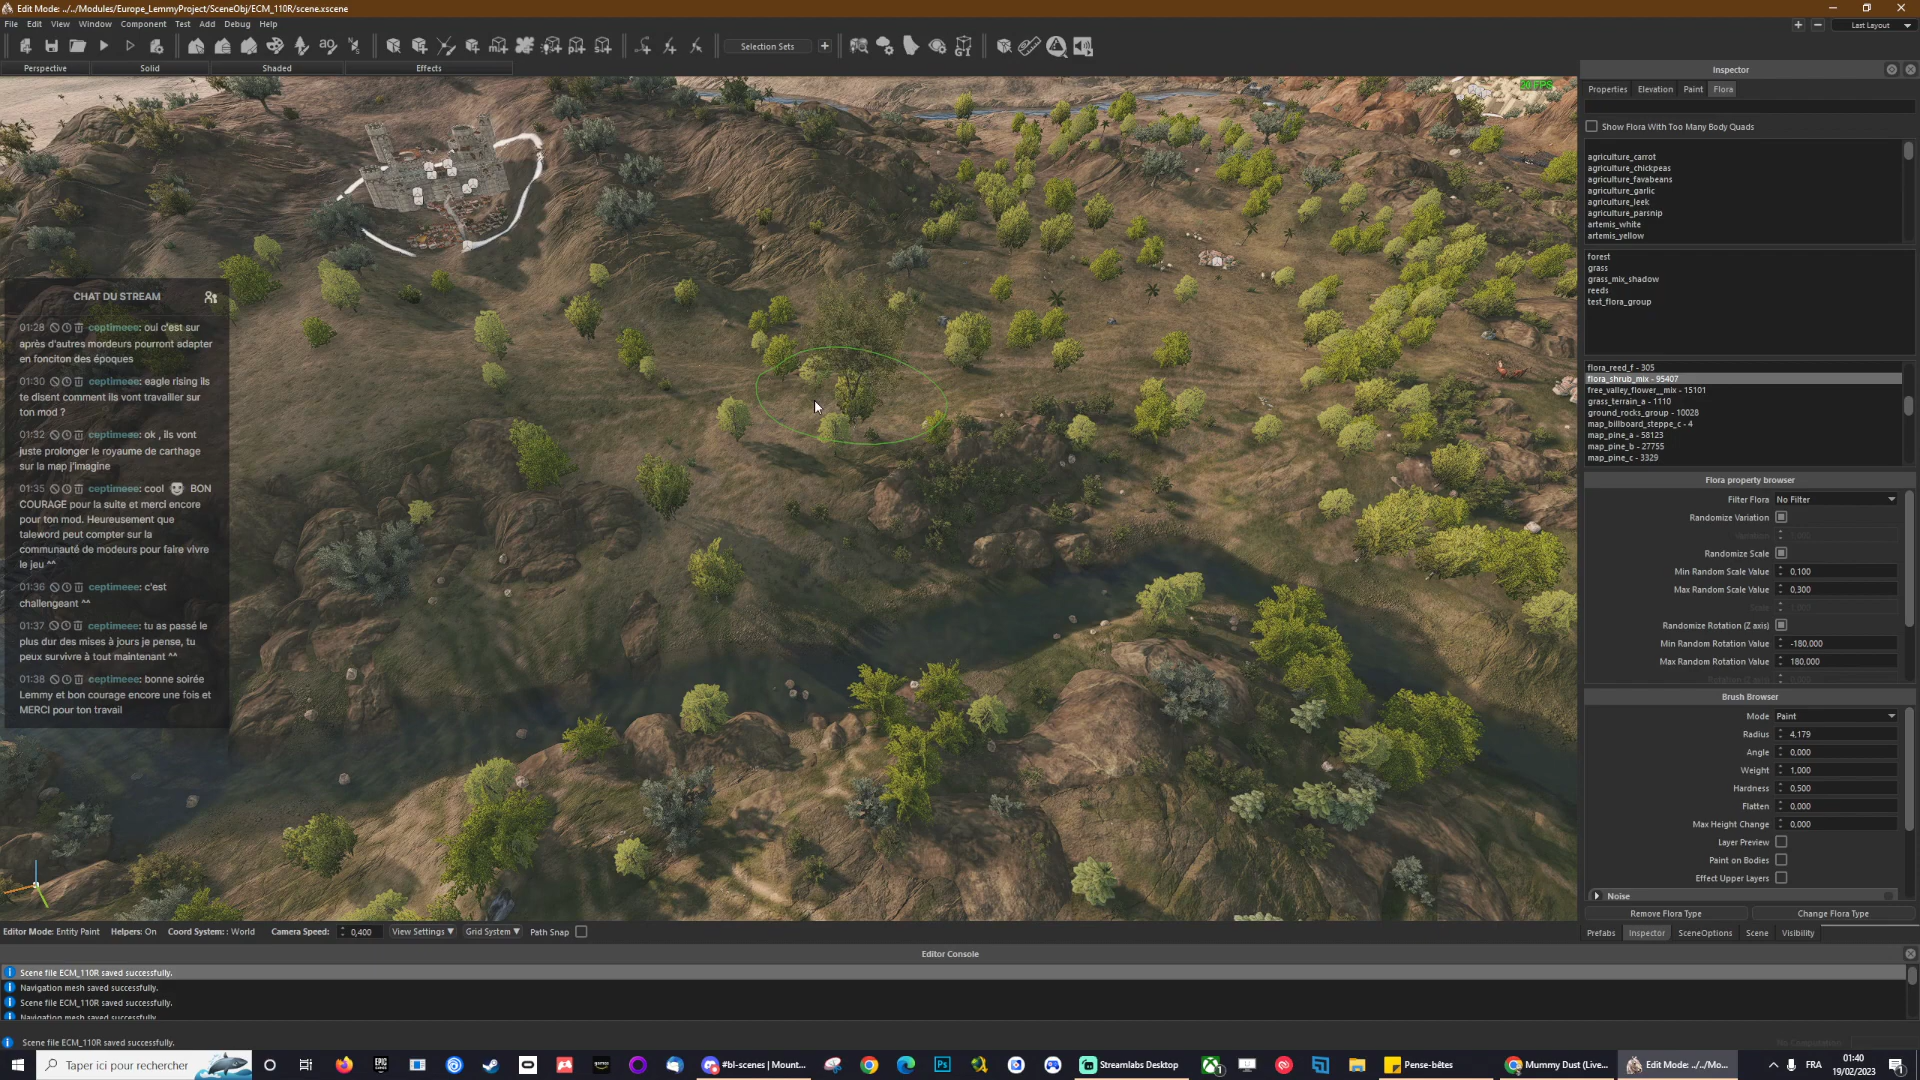 Edit Mode: ../../Modules/Europe_LemmyProject/SceneObj/ECM_110R/scene.xscene
File Edit View Window Component Test Add Debug Help
Last Layout
Selection Sets
Perspective Solid Shaded Effects
Inspector
Properties Elevation Paint Flora
Show Flora With Too Many Body Quads
agriculture_carrot
agriculture_chickpeas
agriculture_favabeans
agriculture_garlic
agriculture_leek
agriculture_parsnip
artemis_white
artemis_yellow
forest
grass
grass_mix_shadow
reeds
test_flora_group
flora_reed_f - 305
flora_shrub_mix - 95407
free_valley_flower__mix - 15101
grass_terrain_a - 1110
ground_rocks_group - 10028
map_billboard_steppe_c - 4
map_pine_a - 58123
map_pine_b - 27755
map_pine_c - 3329
Flora property browser
Filter Flora No Filter
Randomize Variation
Randomize Scale
Min Random Scale Value 0,100
Max Random Scale Value 0,300
Randomize Rotation (Z axis)
Min Random Rotation Value -180,000
Max Random Rotation Value 180,000
Brush Browser
Mode Paint
Radius 4,179
Angle 0,000
Weight 1,000
Hardness 0,500
Flatten 0,000
Max Height Change 0,000
Layer Preview
Paint on Bodies
Effect Upper Layers
Noise
Remove Flora Type Change Flora Type
Prefabs Inspector SceneOptions Scene Visibility
CHAT DU STREAM
01:28 ceptimeee: oui c'est sur
après d'autres mordeurs pourront adapter
en fonciton des époques
01:30 ceptimeee: eagle rising ils
te disent comment ils vont travailler sur
ton mod ?
01:32 ceptimeee: ok , ils vont
juste prolonger le royaume de carthage
sur la map j'imagine
01:35 ceptimeee: cool BON
COURAGE pour la suite et merci encore
pour ton mod. Heureusement que
taleword peut compter sur la
communauté de modeurs pour faire vivre
le jeu ^^
01:36 ceptimeee: c'est
challengeant ^^
01:37 ceptimeee: tu as passé le
plus dur des mises à jours je pense, tu
peux survivre à tout maintenant ^^
01:38 ceptimeee: bonne soirée
Lemmy et bon courage encore une fois et
MERCI pour ton travail
Editor Mode: Entity Paint Helpers: On Coord System: : World Camera Speed: 0,400 View Settings Grid System Path Snap
Editor Console
Scene file ECM_110R saved successfully.
Navigation mesh saved successfully.
Scene file ECM_110R saved successfully.
Navigation mesh saved successfully.
Scene file ECM_110R saved successfully.
Taper ici pour rechercher
#bl-scenes | Mount...
Streamlabs Desktop
Pense-bêtes
Mummy Dust (Live...
Edit Mode: ../../Mo...
FRA
01:40
19/02/2023